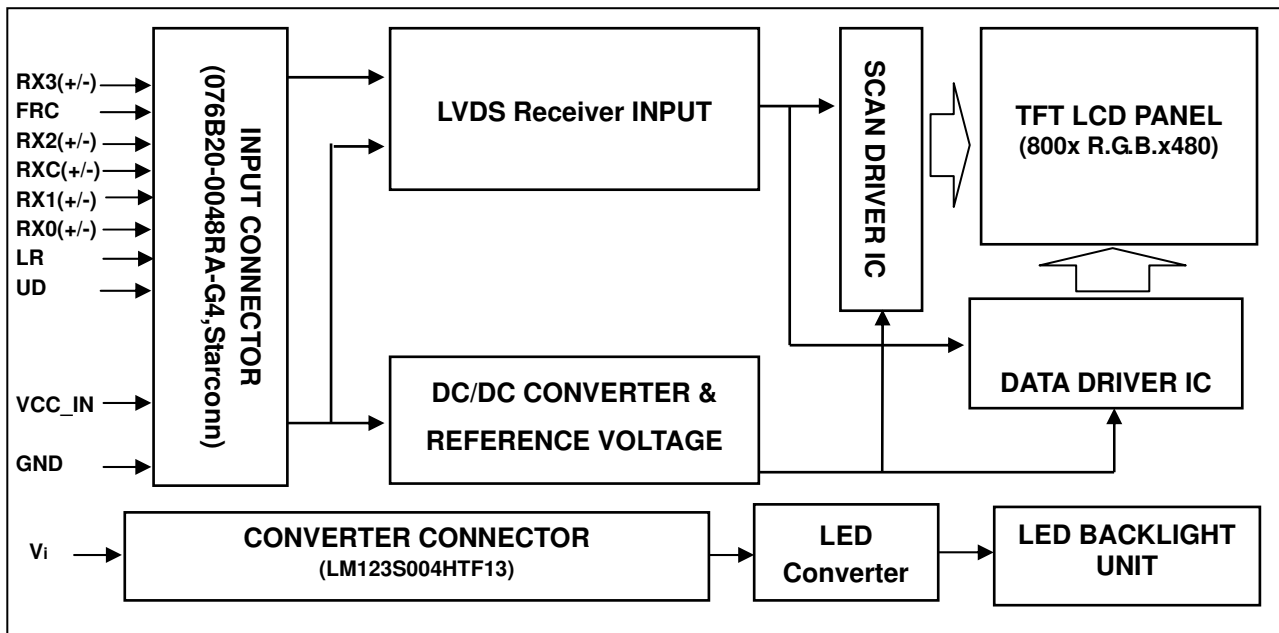 RX3(+/-)
FRC
RX2(+/-)
RXC(+/-)
RX1(+/-)
RX0(+/-)
LR
UD
VCC_IN
GND
INPUT CONNECTOR
(076B20-0048RA-G4,Starconn)
LVDS Receiver INPUT
SCAN DRIVER IC
TFT LCD PANEL
(800x R.G.B.x480)
DC/DC CONVERTER &
REFERENCE VOLTAGE
DATA DRIVER IC
Vi
CONVERTER CONNECTOR
(LM123S004HTF13)
LED
Converter
LED BACKLIGHT
UNIT